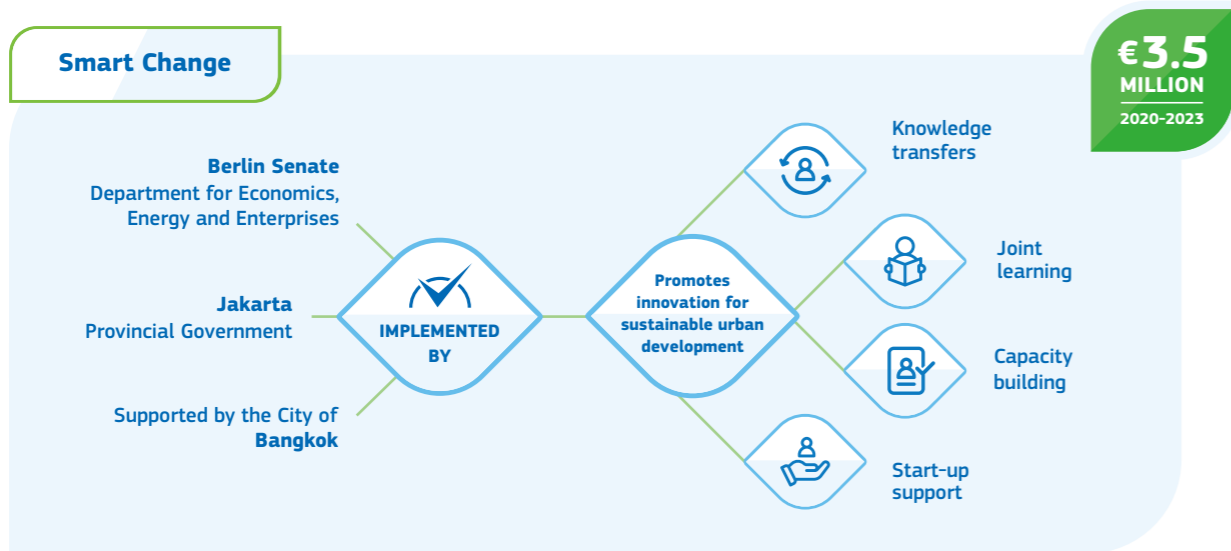 Smart Change
€3.5
MILLION
2020-2023
Berlin Senate
Department for Economics,
Energy and Enterprises
Jakarta
Provincial Government
Supported by the City of
Bangkok
IMPLEMENTED
BY
Promotes
innovation for
sustainable urban
development
Knowledge
transfers
Joint
learning
Capacity
building
Start-up
support